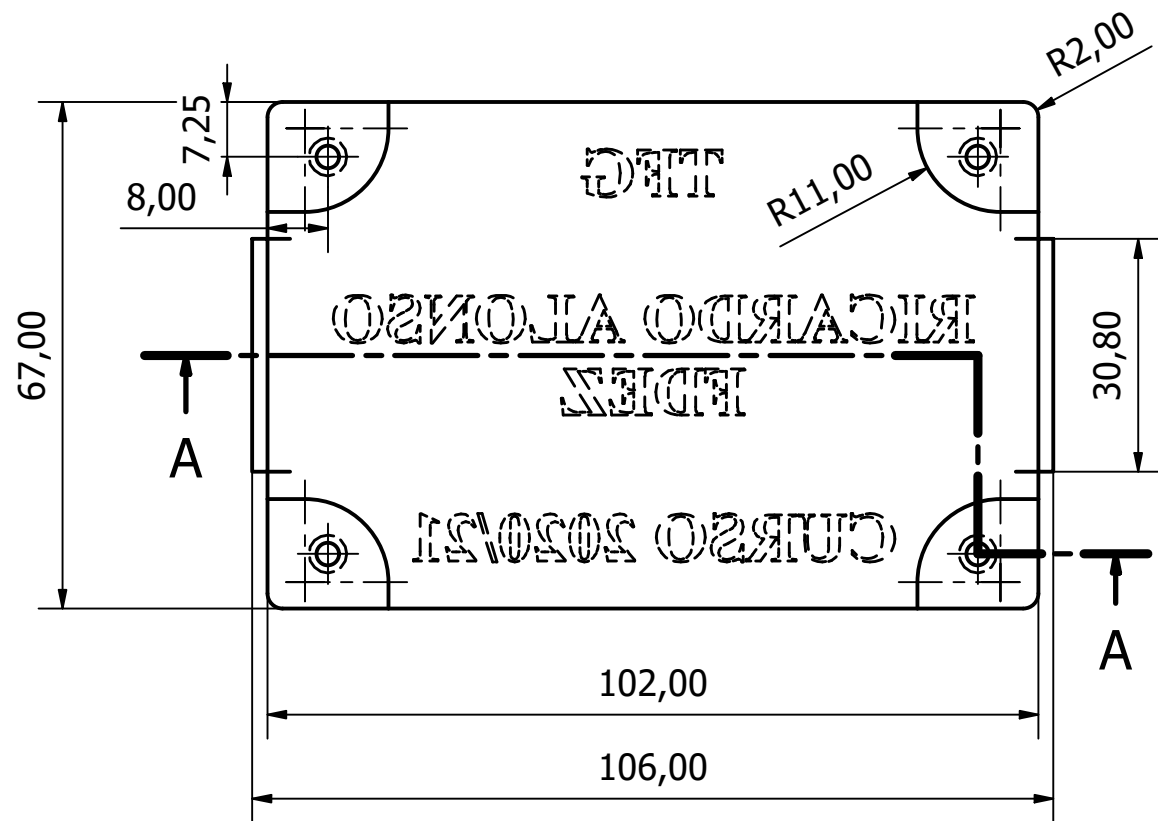 R2,00
7,25
TFG
8,00
R11,00
67,00
RICARDO ALONSO
30,80
FDEZ
A
CURSO 2020/21
A
102,00
106,00